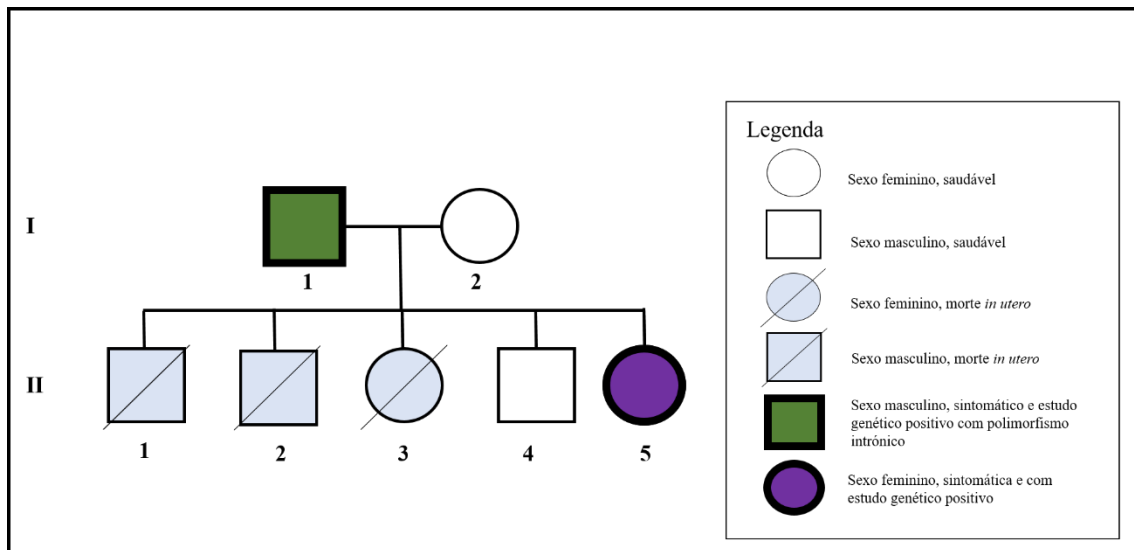 Legenda
Sexo feminino, saudável
Sexo masculino, saudável
Sexo feminino, morte in utero
Sexo masculino, morte in utero
Sexo masculino, sintomático e estudo
genético positivo com polimorfismo
intrónico
Sexo feminino, sintomática e com
estudo genético positivo
I
1
2
II
1
2
3
4
5